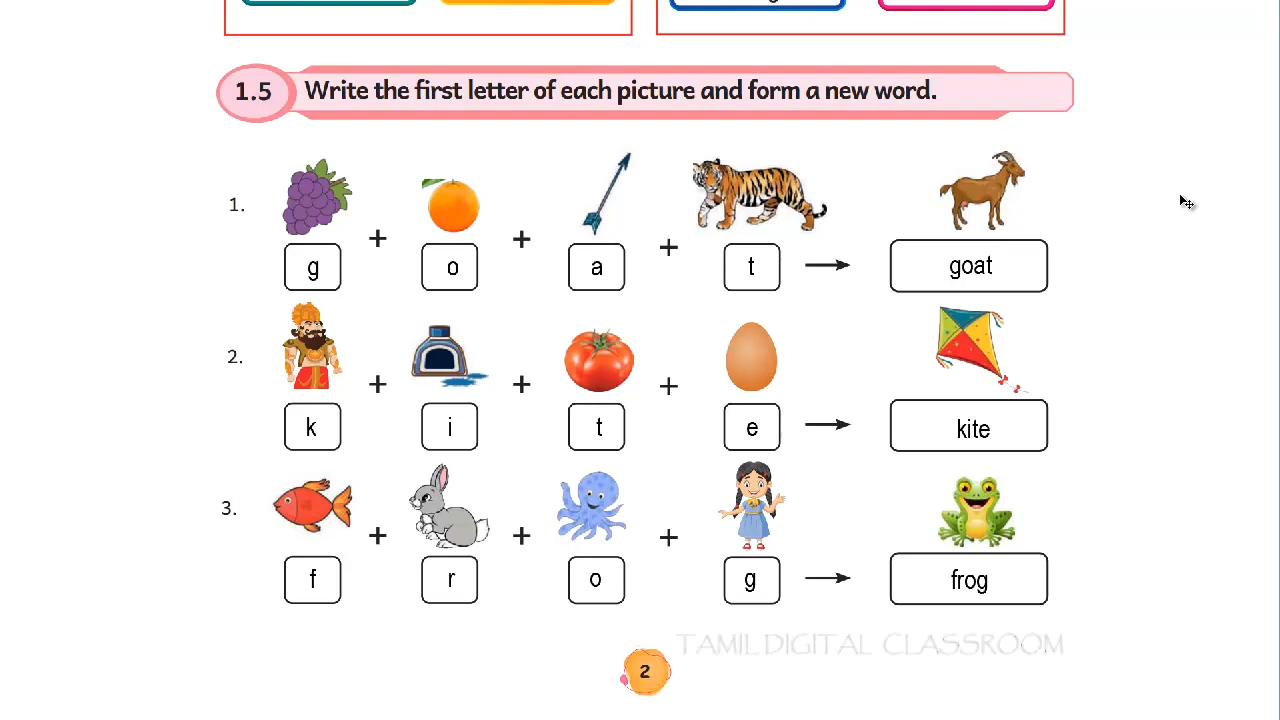 1.5 Write the first letter of each picture and form a new word.
1.
+ + +
g o a t goat
2.
+ + +
k i t e kite
3.
+ + +
f r o g frog
TAMIL DIGITAL CLASSROOM
2